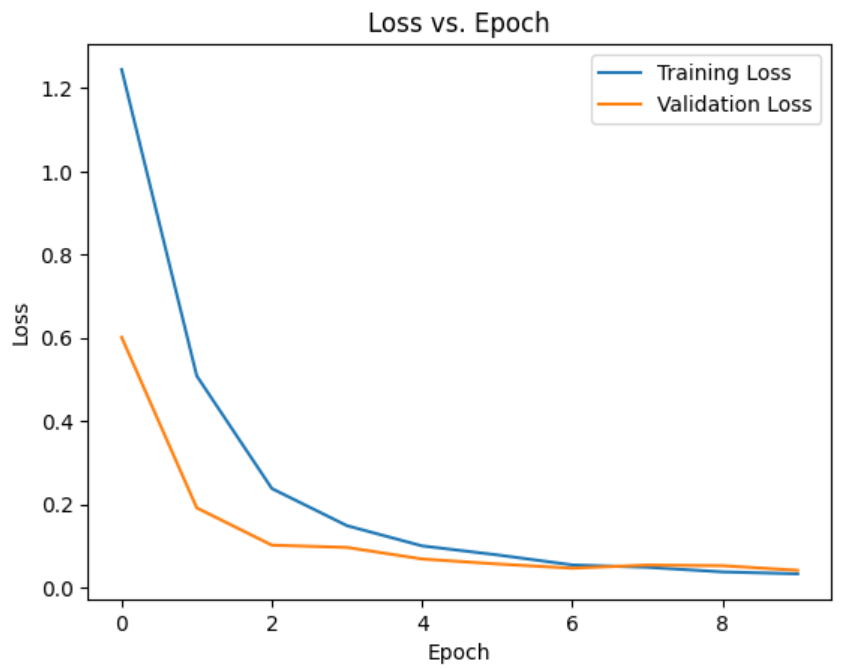 Loss vs. Epoch
Training Loss
Validation Loss
1.2
1.0
0.8
0.6
0.4
0.2
0.0
Loss
0 2 4 6 8
Epoch